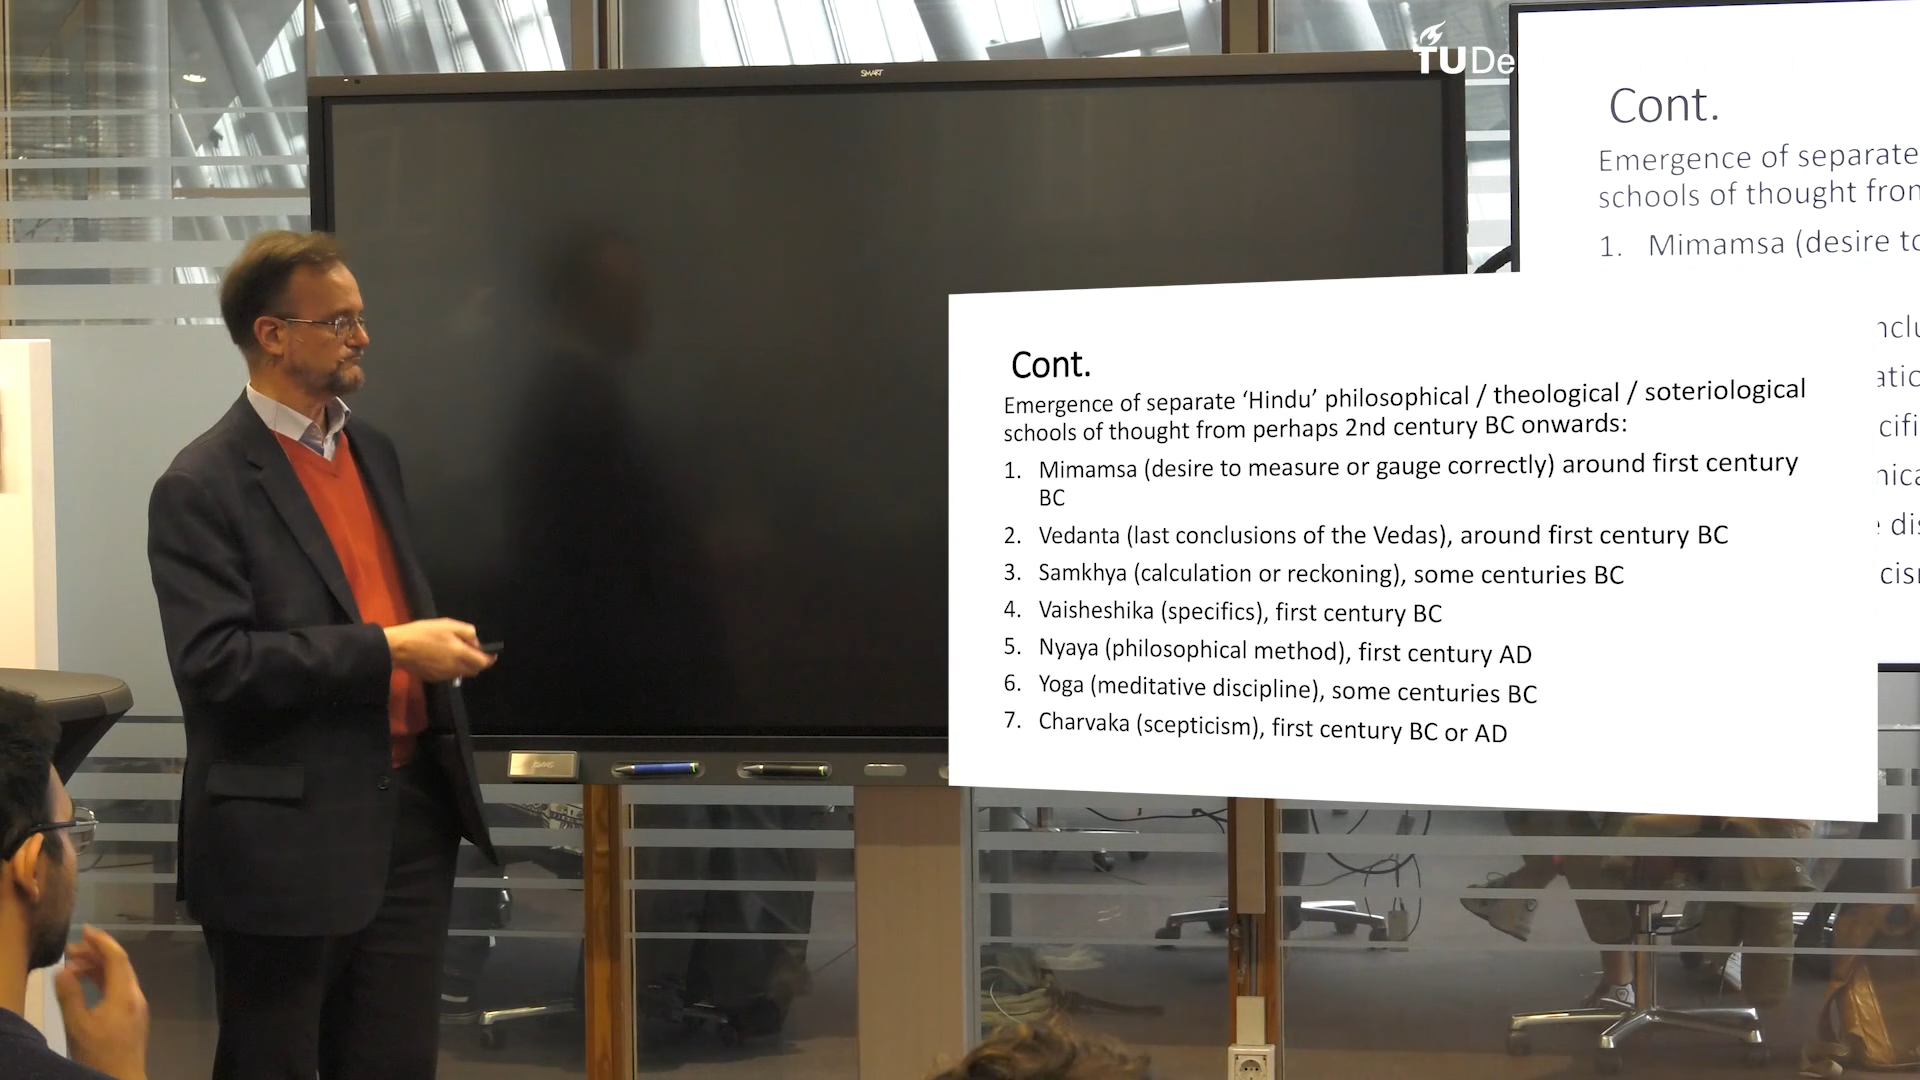 SMART
TU De
Cont.
Emergence of separate
schools of thought from
1. Mimamsa (desire to
Cont.
Emergence of separate ‘Hindu’ philosophical / theological / soteriological
schools of thought from perhaps 2nd century BC onwards:
1. Mimamsa (desire to measure or gauge correctly) around first century
BC
2. Vedanta (last conclusions of the Vedas), around first century BC
3. Samkhya (calculation or reckoning), some centuries BC
4. Vaisheshika (specifics), first century BC
5. Nyaya (philosophical method), first century AD
6. Yoga (meditative discipline), some centuries BC
7. Charvaka (scepticism), first century BC or AD